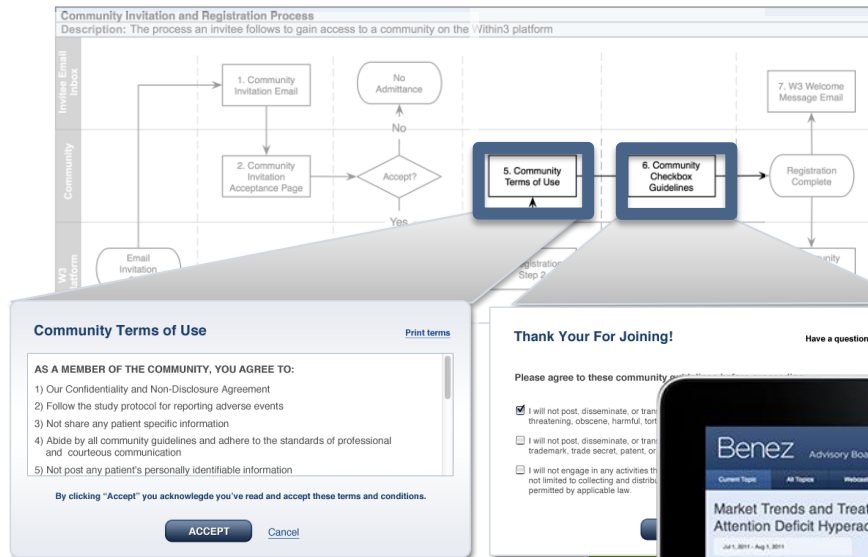 Community Invitation and Registration Process
Description: The process an invitee follows to gain access to a community on the Within3 platform
Invitee Email
Inbox
1. Community
Invitation Email
No
Admittance
7. W3 Welcome
Message Email
No
Community
2. Community
Invitation
Acceptance Page
Accept?
5. Community
Terms of Use
6. Community
Checkbox
Guidelines
Registration
Complete
Yes
W3
Email
Invitation
Step 2
Community Terms of Use
Print terms
AS A MEMBER OF THE COMMUNITY, YOU AGREE TO:
1) Our Confidentiality and Non-Disclosure Agreement
2) Follow the study protocol for reporting adverse events
3) Not share any patient specific information
4) Abide by all community guidelines and adhere to the standards of professional
and courteous communication
5) Not post any patient's personally identifiable information
By clicking “Accept” you acknowlegde you’ve read and accept these terms and conditions.
ACCEPT
Cancel
Thank Your For Joining!
Have a question
Please agree to these community
I will not post, disseminate, or
threatening, obscene, harmful,
I will not post, disseminate, or
trademark, trade secret, patent, or
I will not engage in any activities
not limited to collecting and
permitted by applicable law.
Benez Advisory
Current Topic
All Topics
Market Trends and
Attention Deficit
Jul 1, 2011 - Aug 1, 2011